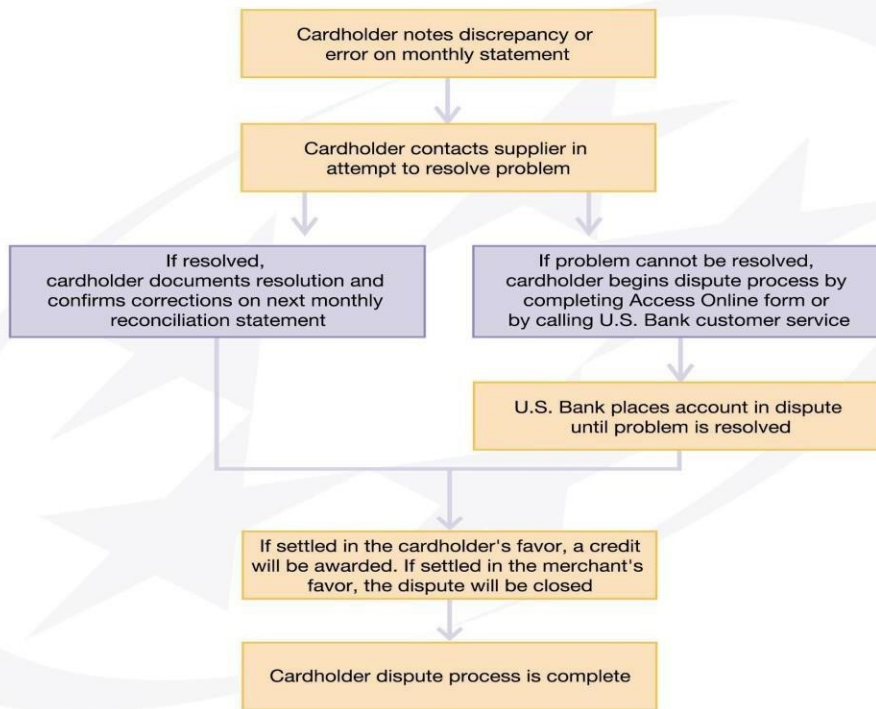 Cardholder notes discrepancy or
error on monthly statement
Cardholder contacts supplier in
attempt to resolve problem
If resolved,
cardholder documents resolution and
confirms corrections on next monthly
reconciliation statement
If problem cannot be resolved,
cardholder begins dispute process by
completing Access Online form or
by calling U.S. Bank customer service
U.S. Bank places account in dispute
until problem is resolved
If settled in the cardholder's favor, a credit
will be awarded. If settled in the merchant's
favor, the dispute will be closed
Cardholder dispute process is complete